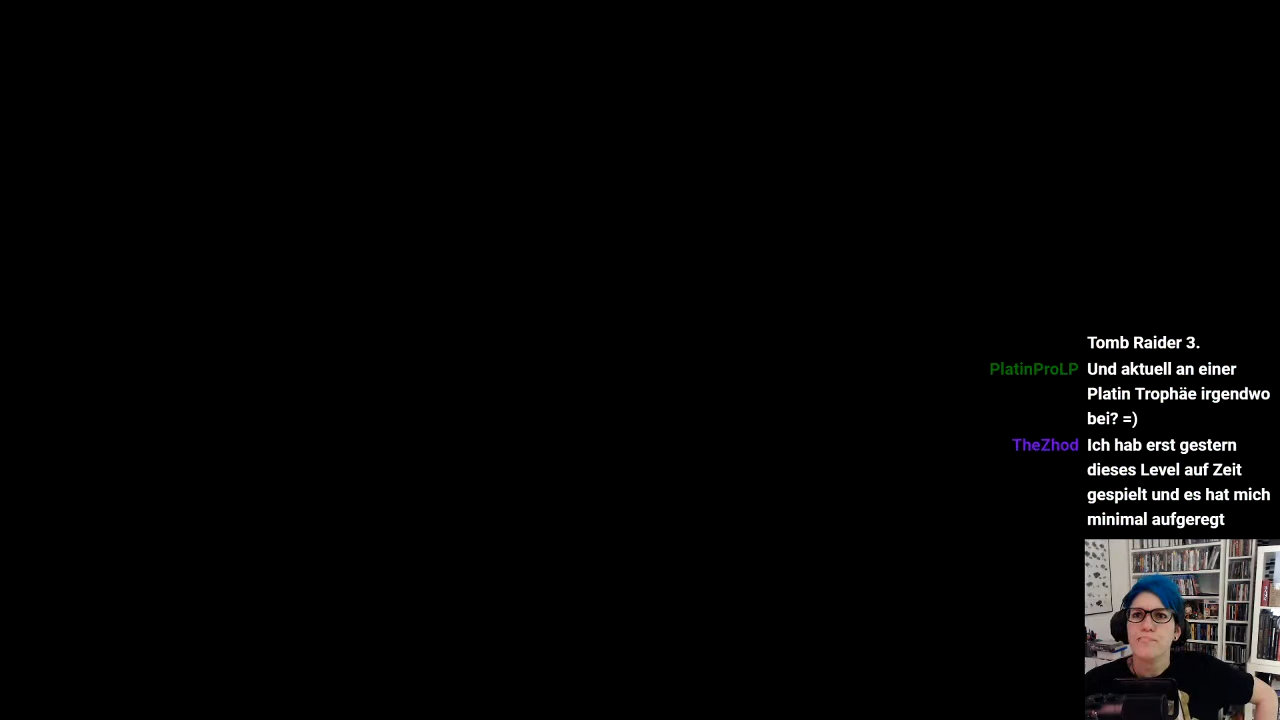 Tomb Raider 3.
PlatinProLP Und aktuell an einer
Platin Trophäe irgendwo
bei? =)
TheZhod Ich hab erst gestern
dieses Level auf Zeit
gespielt und es hat mich
minimal aufgeregt